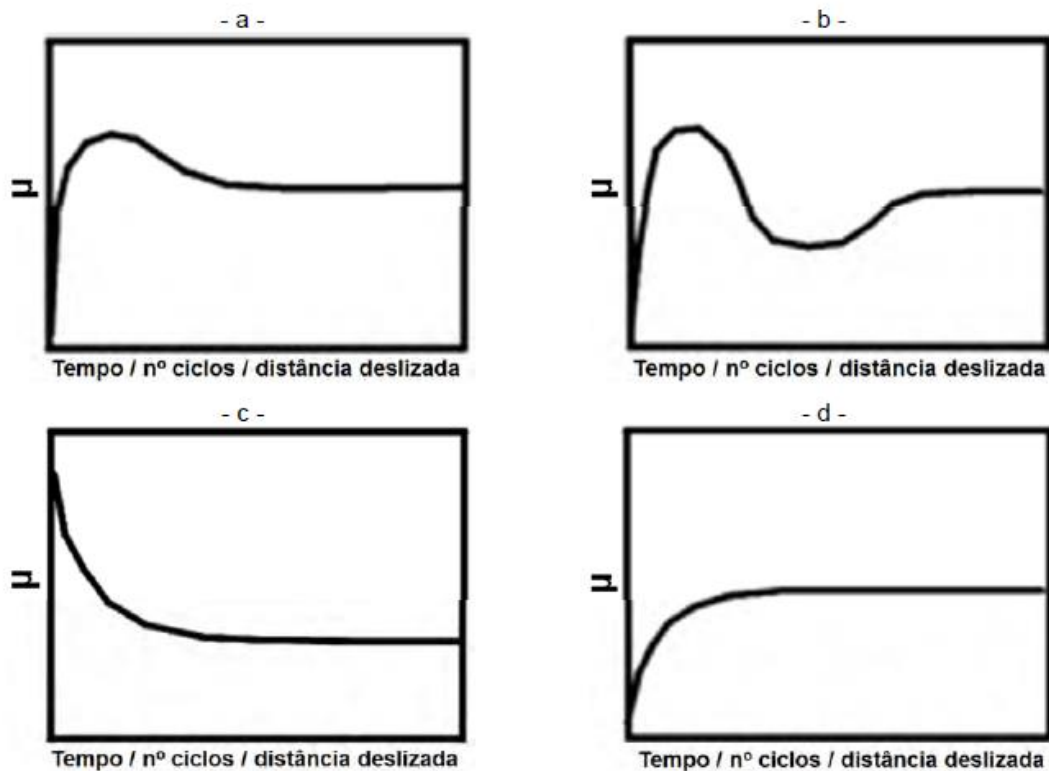 - a -
- b -
μ
μ
Tempo / nº ciclos / distância deslizada
Tempo / nº ciclos / distância deslizada
- c -
- d -
μ
μ
Tempo / nº ciclos / distância deslizada
Tempo / nº ciclos / distância deslizada